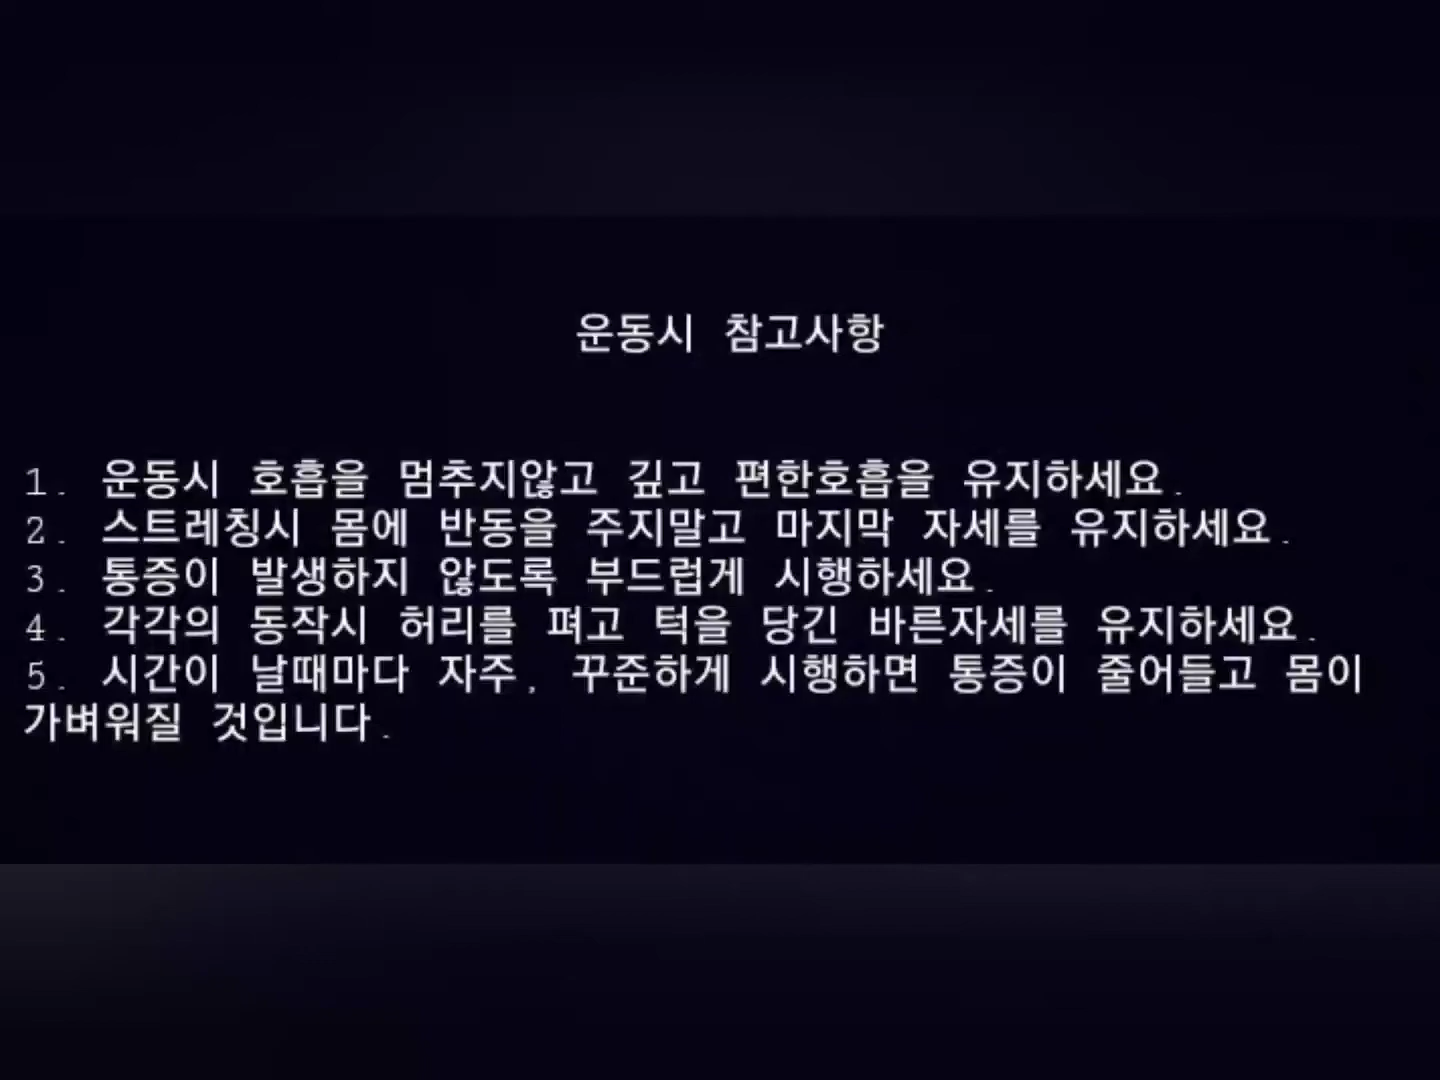 운동시 참고사항
1. 운동시 호흡을 멈추지않고 깊고 편한호흡을 유지하세요.
2. 스트레칭시 몸에 반동을 주지말고 마지막 자세를 유지하세요.
3. 통증이 발생하지 않도록 부드럽게 시행하세요.
4. 각각의 동작시 허리를 펴고 턱을 당긴 바른자세를 유지하세요.
5. 시간이 날때마다 자주, 꾸준하게 시행하면 통증이 줄어들고 몸이
가벼워질 것입니다.